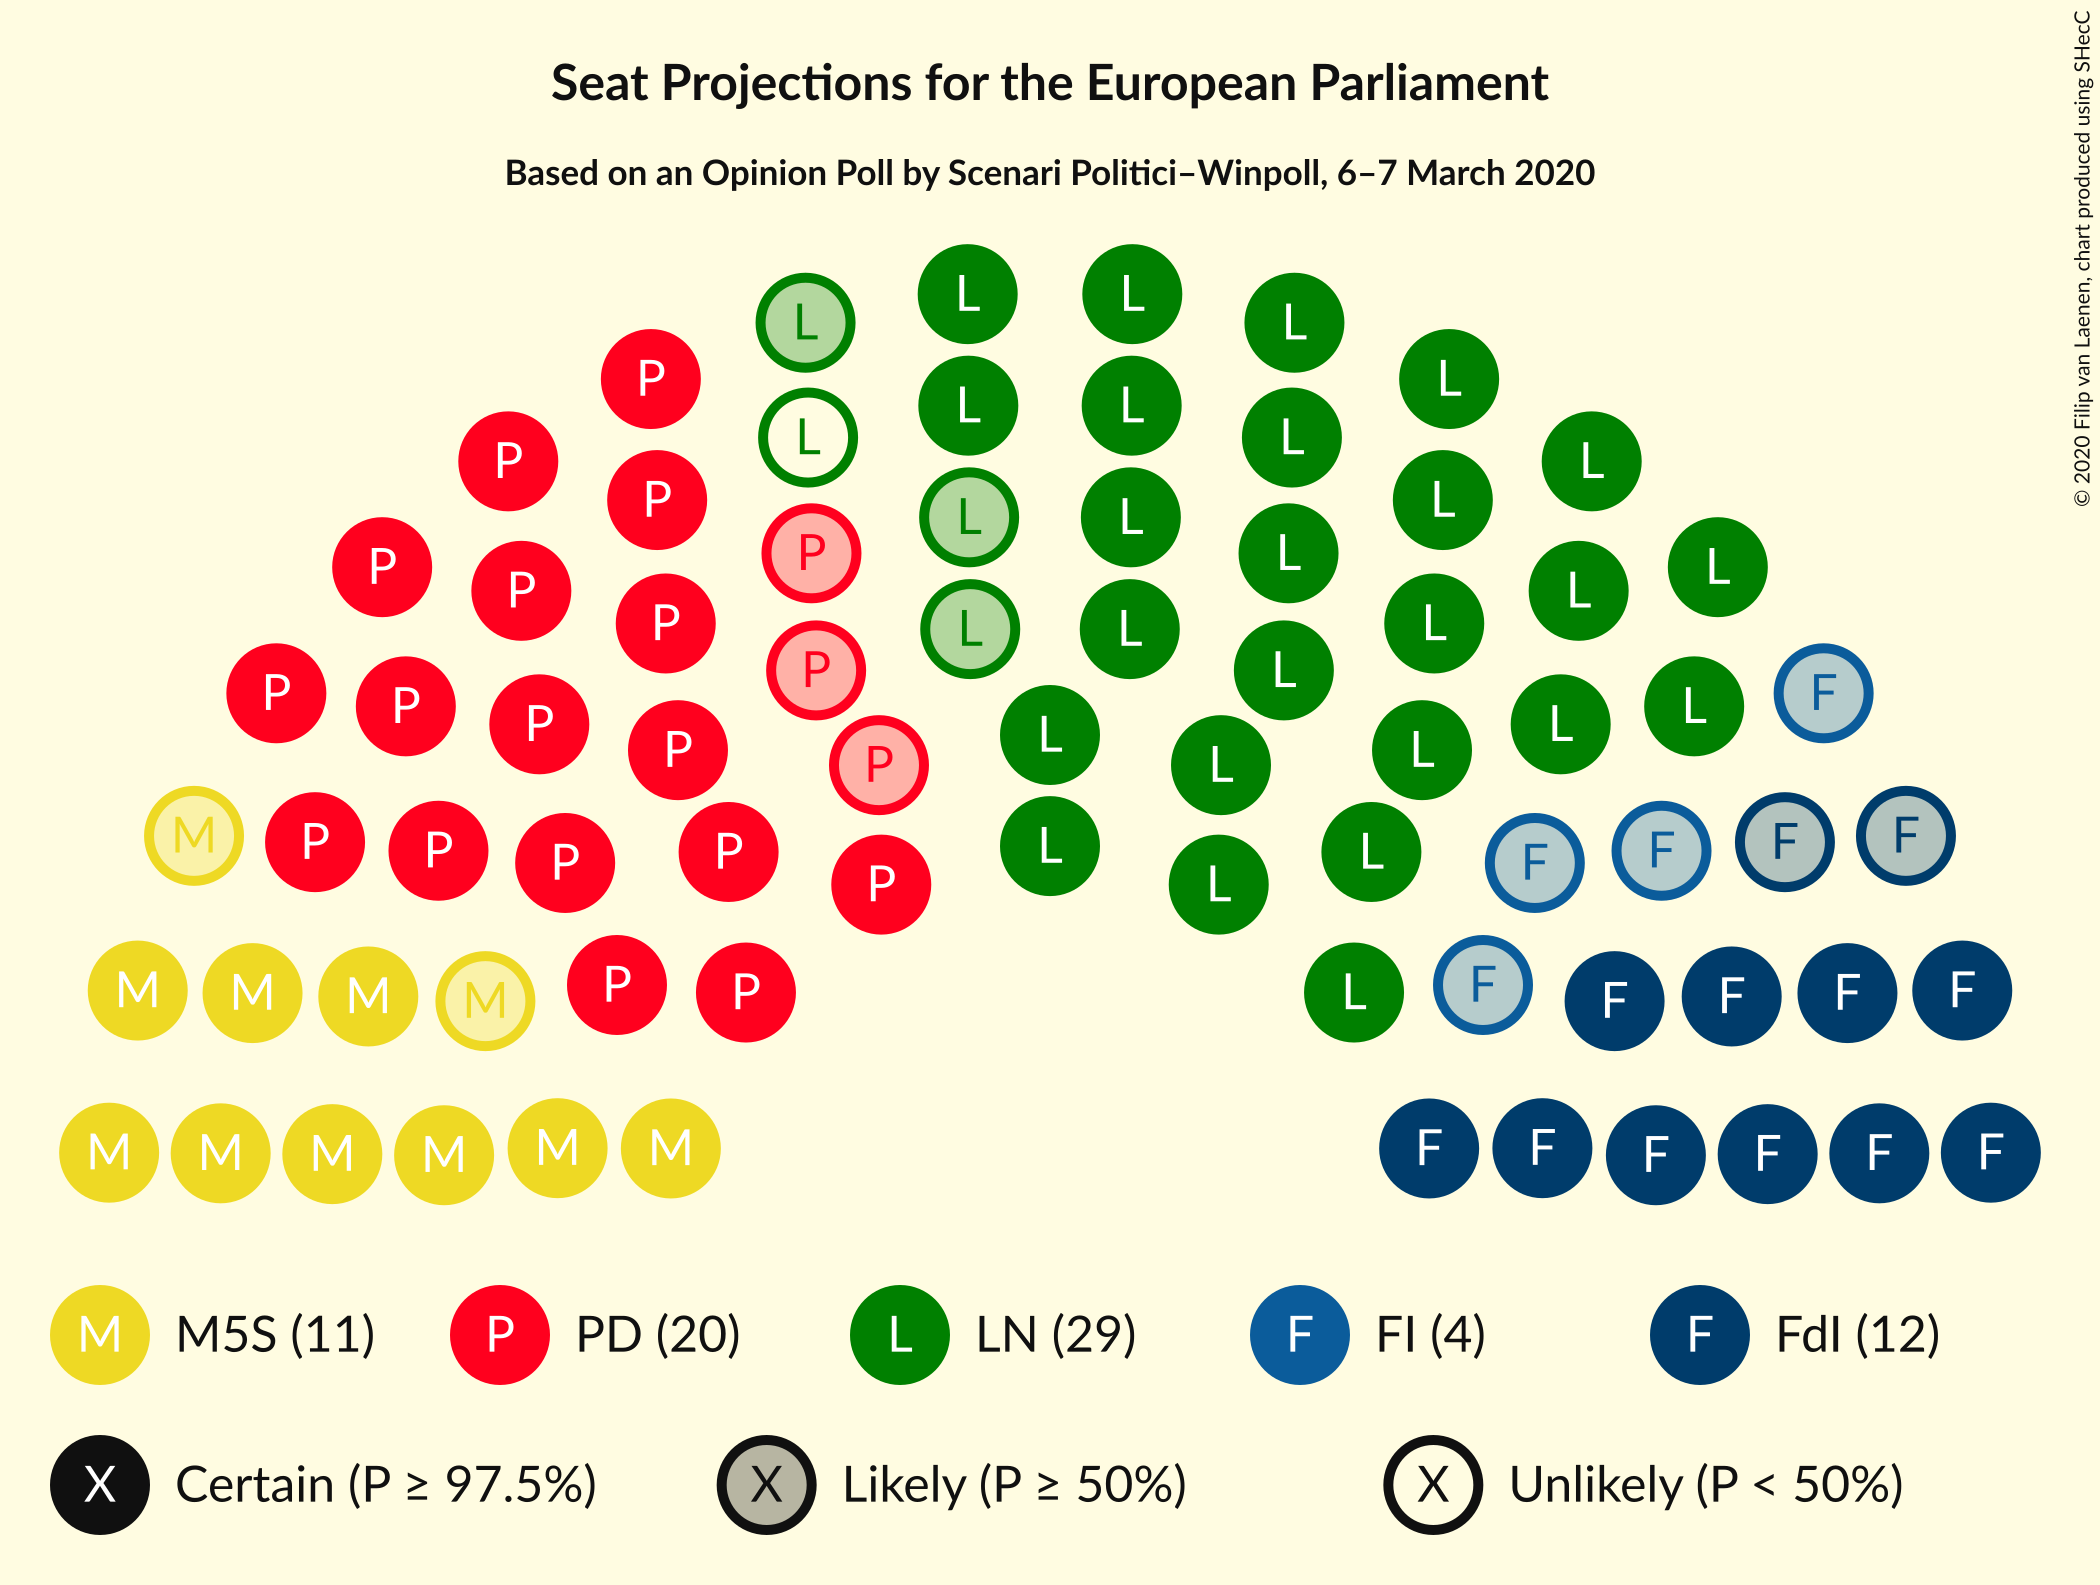 Seat Projections for the European Parliament
Based on an Opinion Poll by Scenari Politici–Winpoll, 6–7 March 2020
© 2020 Filip van Laenen, chart produced using SHecC
L L L L
P L
P L L L L L
P L
P L
P L L L P
P L
P L L L P
P L
P P L L F
P P L L
P L L P
M P P P P L F F F F
P L L L
M M M M P P L F F F F F
M M M M M M F F F F F F
M M5S (11) P PD (20) L LN (29) F FI (4) F FdI (12)
X Certain (P ≥ 97.5%) X Likely (P ≥ 50%) X Unlikely (P < 50%)